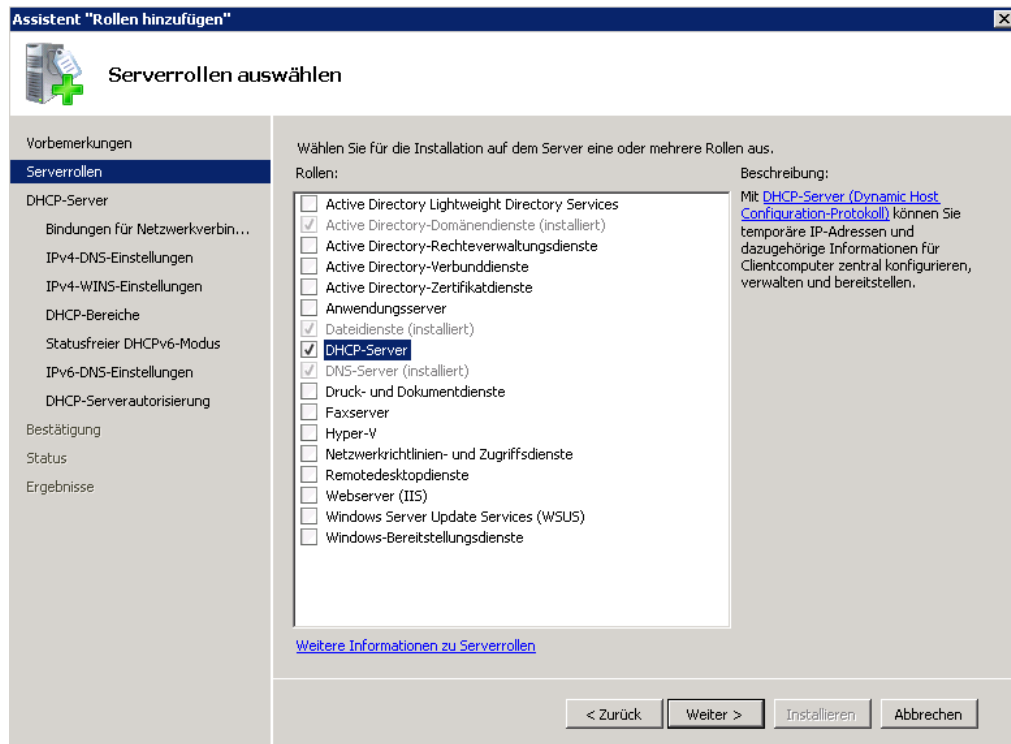 Assistent "Rollen hinzufügen"
Serverrollen auswählen
Vorbemerkungen
Serverrollen
DHCP-Server
Bindungen für Netzwerkverbin...
IPv4-DNS-Einstellungen
IPv4-WINS-Einstellungen
DHCP-Bereiche
Statusfreier DHCPv6-Modus
IPv6-DNS-Einstellungen
DHCP-Serverautorisierung
Bestätigung
Status
Ergebnisse
Wählen Sie für die Installation auf dem Server eine oder mehrere Rollen aus.
Rollen:
Active Directory Lightweight Directory Services
Active Directory-Domänendienste (installiert)
Active Directory-Rechteverwaltungsdienste
Active Directory-Verbunddienste
Active Directory-Zertifikatdienste
Anwendungsserver
Dateidienste (installiert)
DHCP-Server
DNS-Server (installiert)
Druck- und Dokumentdienste
Faxserver
Hyper-V
Netzwerkrichtlinien- und Zugriffsdienste
Remotedesktopdienste
Webserver (IIS)
Windows Server Update Services (WSUS)
Windows-Bereitstellungsdienste
Beschreibung:
Mit DHCP-Server (Dynamic Host
Configuration-Protokoll) können Sie
temporäre IP-Adressen und
dazugehörige Informationen für
Clientcomputer zentral konfigurieren,
verwalten und bereitstellen.
Weitere Informationen zu Serverrollen
< Zurück
Weiter >
Installieren
Abbrechen